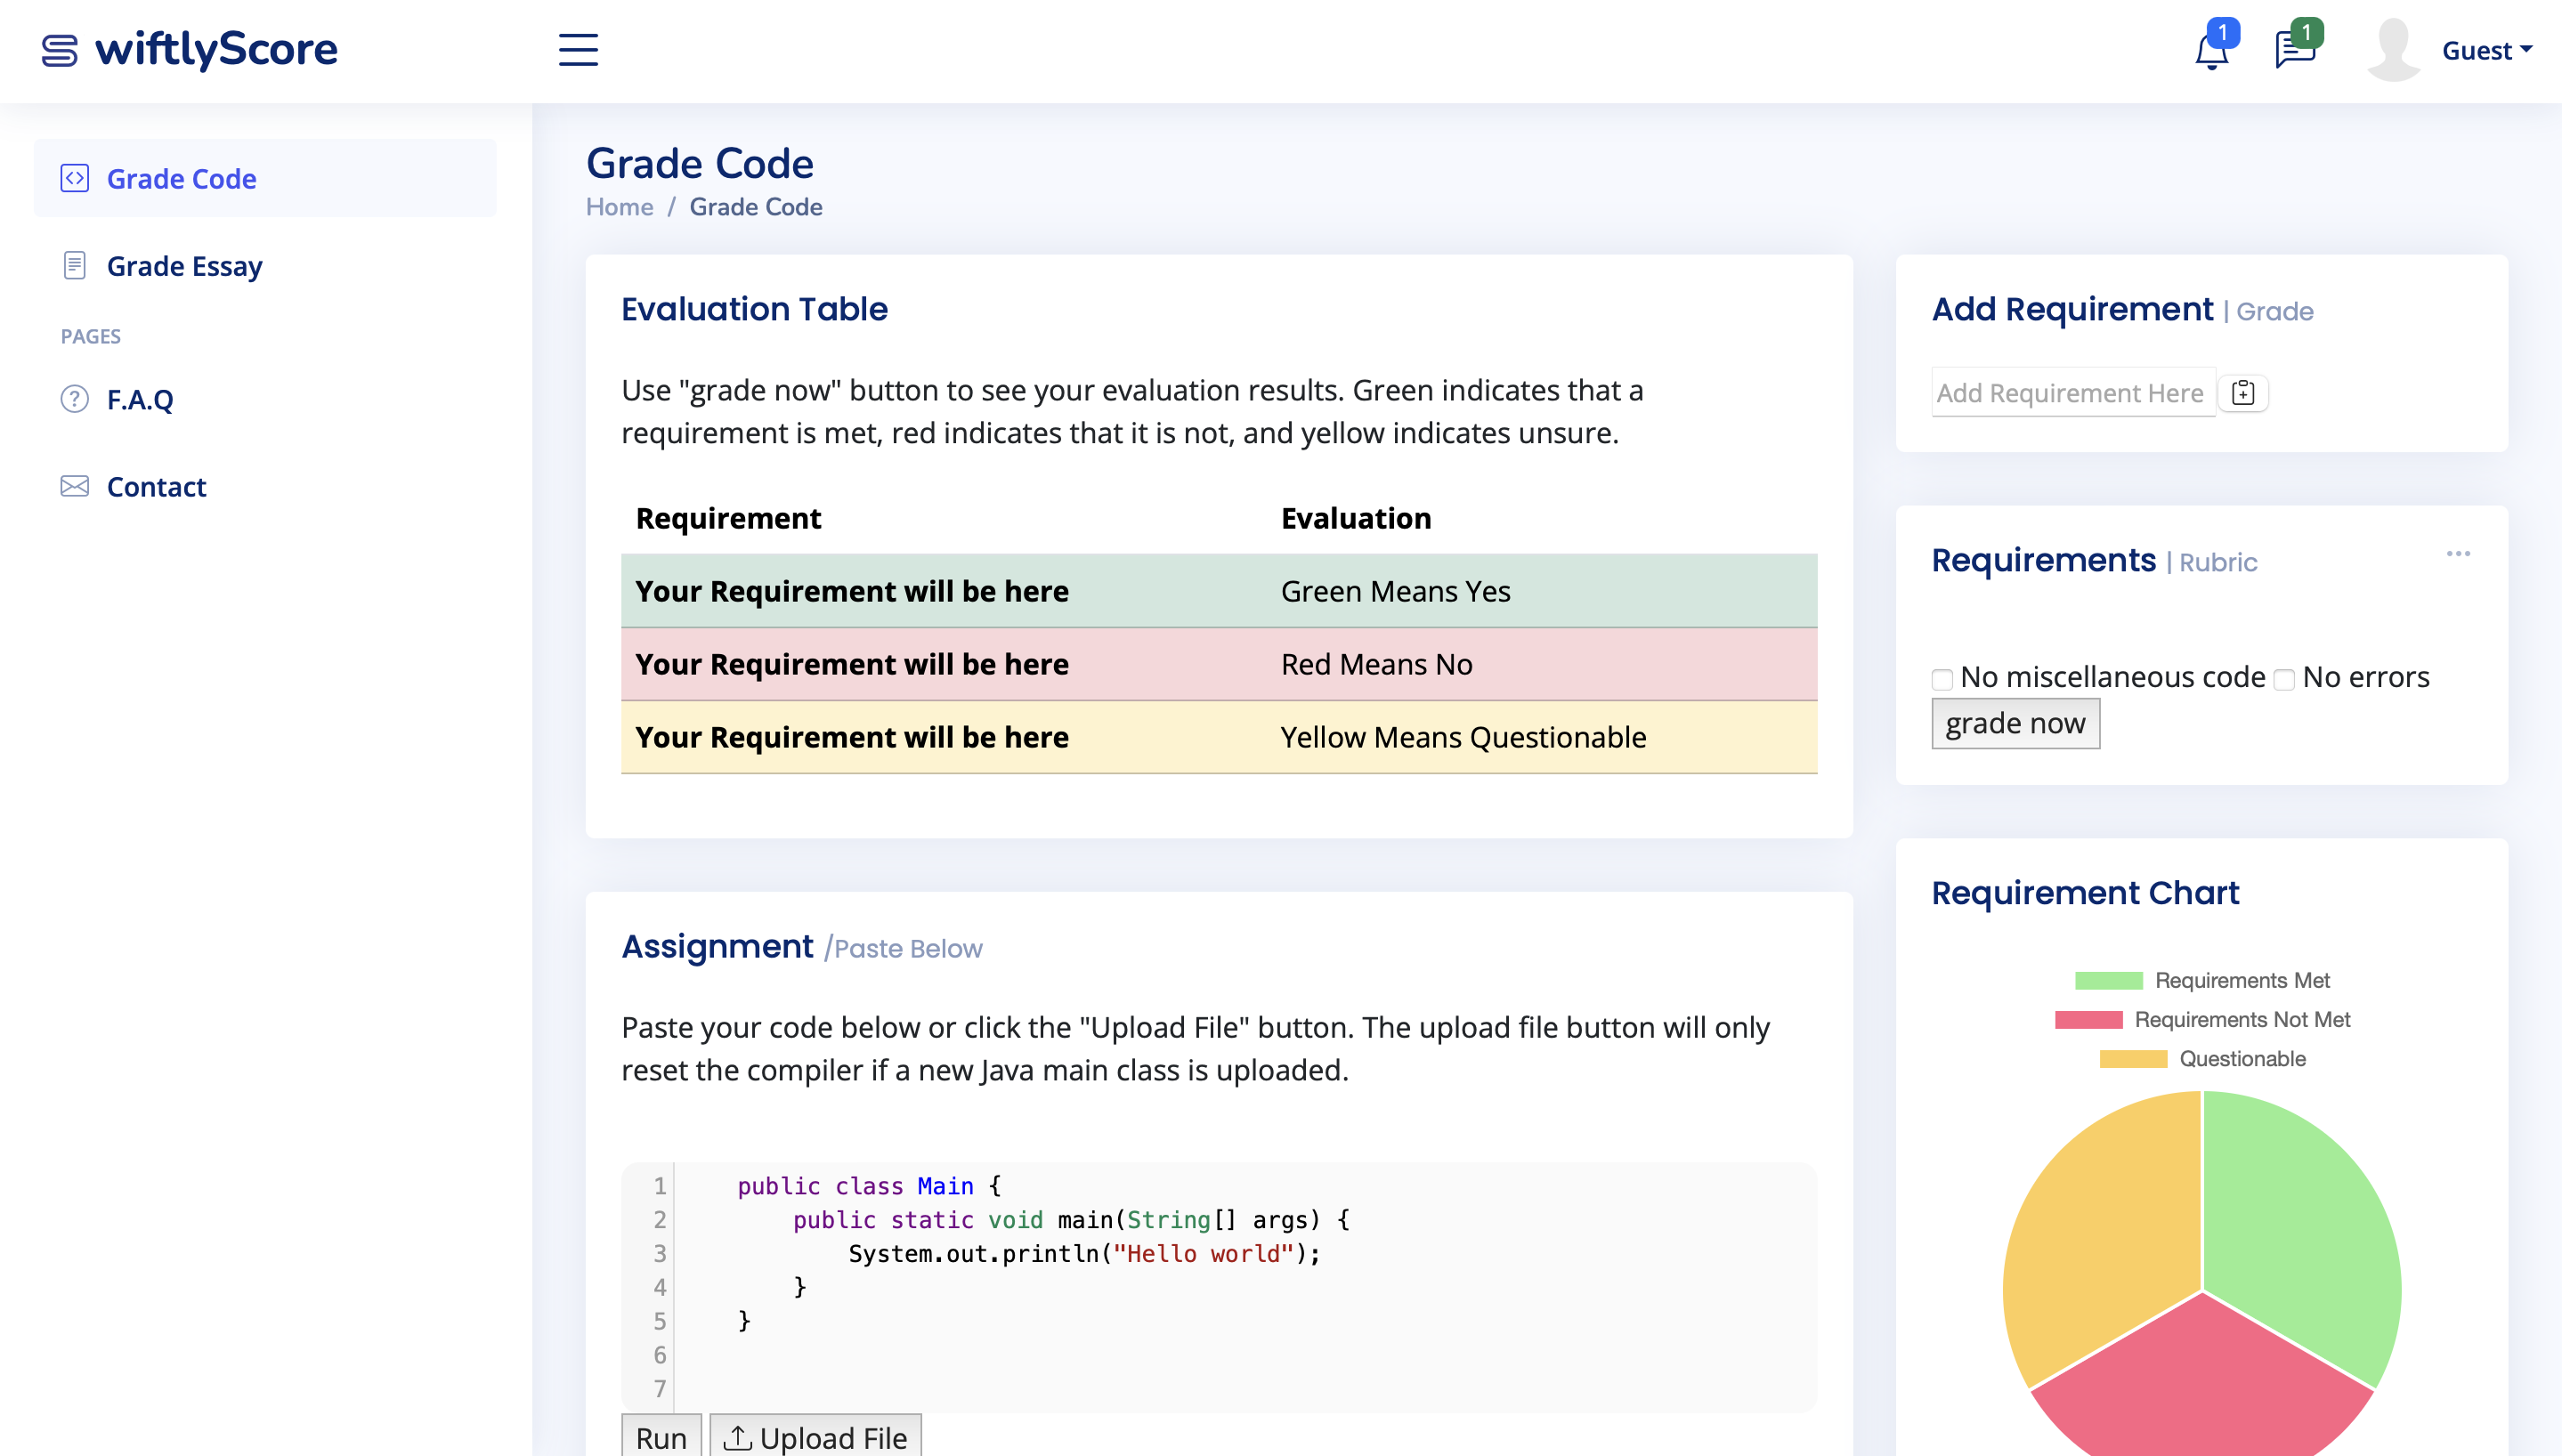 wiftlyScore
1
1
Guest
Grade Code
Grade Essay
PAGES
F.A.Q
Contact
Grade Code
Home / Grade Code
Evaluation Table
Use "grade now" button to see your evaluation results. Green indicates that a
requirement is met, red indicates that it is not, and yellow indicates unsure.
Requirement Evaluation
Your Requirement will be here Green Means Yes
Your Requirement will be here Red Means No
Your Requirement will be here Yellow Means Questionable
Assignment /Paste Below
Paste your code below or click the "Upload File" button. The upload file button will only
reset the compiler if a new Java main class is uploaded.
1 public class Main {
2 public static void main(String[] args) {
3 System.out.println("Hello world");
4 }
5 }
6
7
Run Upload File
Add Requirement | Grade
Add Requirement Here
Requirements | Rubric
No miscellaneous code No errors
grade now
Requirement Chart
Requirements Met
Requirements Not Met
Questionable